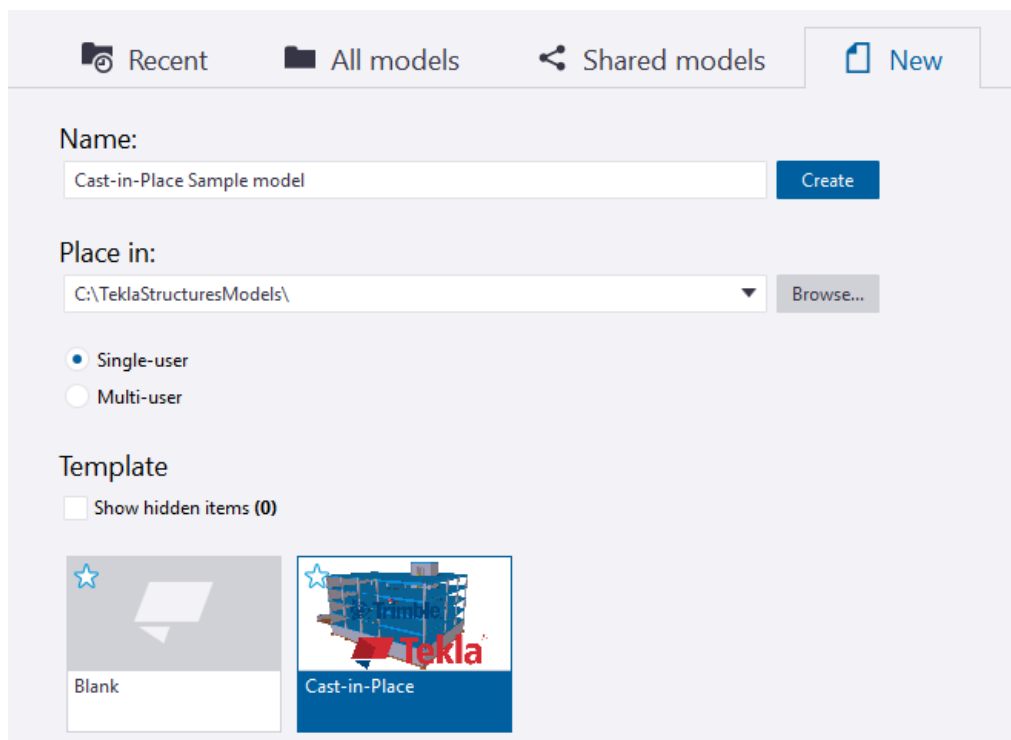 Recent All models Shared models New
Name:
Cast-in-Place Sample model Create
Place in:
C:\TeklaStructuresModels\ Browse...
Single-user
Multi-user
Template
Show hidden items (0)
Trimble
Tekla
Blank Cast-in-Place